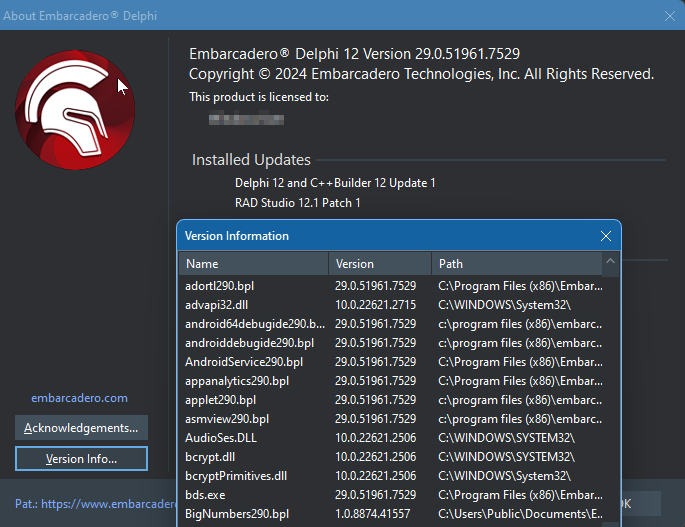 About Embarcadero® Delphi
Embarcadero® Delphi 12 Version 29.0.51961.7529
Copyright © 2024 Embarcadero Technologies, Inc. All Rights Reserved.
This product is licensed to:
Installed Updates
Delphi 12 and C++Builder 12 Update 1
RAD Studio 12.1 Patch 1
Version Information
Name Version Path
adortl290.bpl 29.0.51961.7529 C:\Program Files (x86)\Embar...
advapi32.dll 10.0.22621.2715 C:\WINDOWS\System32\
android64debugide290.b... 29.0.51961.7529 c:\program files (x86)\embarc...
androiddebugide290.bpl 29.0.51961.7529 c:\program files (x86)\embarc...
AndroidService290.bpl 29.0.51961.7529 C:\Program Files (x86)\Embar...
appanalytics290.bpl 29.0.51961.7529 C:\Program Files (x86)\Embar...
applet290.bpl 29.0.51961.7529 c:\program files (x86)\embarc...
asmview290.bpl 29.0.51961.7529 c:\program files (x86)\embarc...
AudioSes.DLL 10.0.22621.2506 C:\WINDOWS\SYSTEM32\
bcrypt.dll 10.0.22621.2506 C:\WINDOWS\SYSTEM32\
bcryptPrimitives.dll 10.0.22621.2506 C:\WINDOWS\System32\
bds.exe 29.0.51961.7529 C:\Program Files (x86)\Embar...
BigNumbers290.bpl 1.0.8874.41557 C:\Users\Public\Documents\E...
embarcadero.com
Acknowledgements...
Version Info...
Pat.: https://www.embarcadero
OK